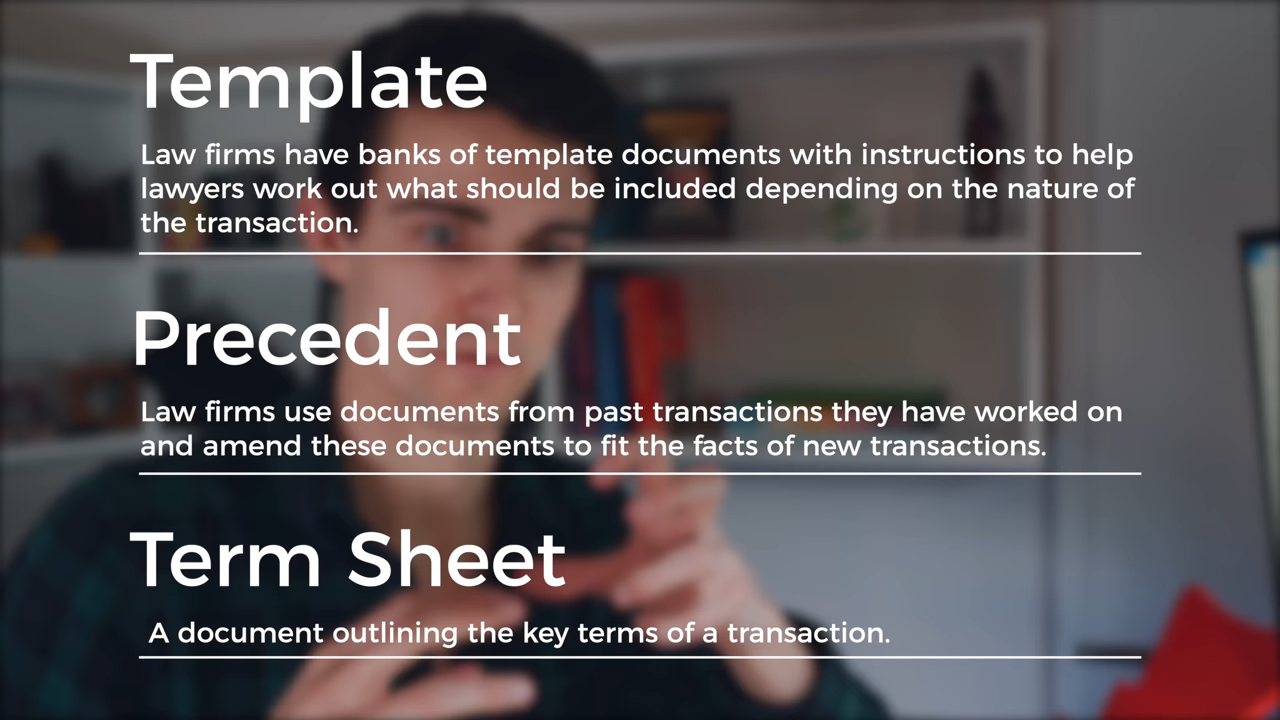 Template
Law firms have banks of template documents with instructions to help
lawyers work out what should be included depending on the nature of
the transaction.
Precedent
Law firms use documents from past transactions they have worked on
and amend these documents to fit the facts of new transactions.
Term Sheet
A document outlining the key terms of a transaction.